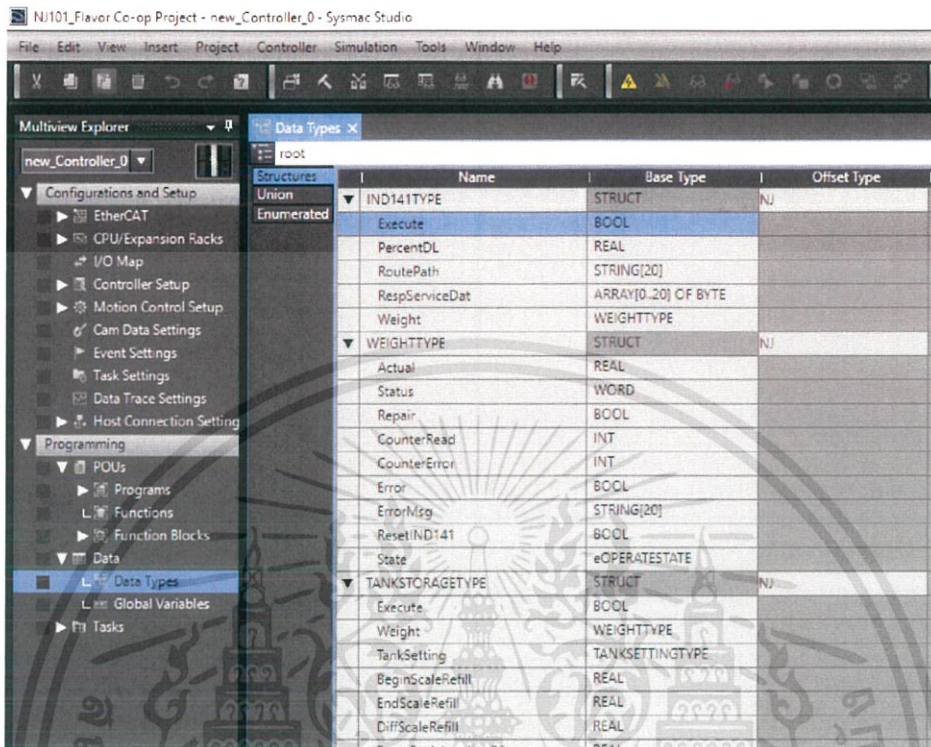 NJ101_Flavor Co-op Project - new_Controller_0 - Sysmac Studio
File Edit View Insert Project Controller Simulation Tools Window Help
Multiview Explorer
new_Controller_0
Configurations and Setup
EtherCAT
CPU/Expansion Racks
I/O Map
Controller Setup
Motion Control Setup
Cam Data Settings
Event Settings
Task Settings
Data Trace Settings
Host Connection Setting
Programming
POUs
Programs
Functions
Function Blocks
Data
Data Types
Global Variables
Tasks
Data Types
root
Structures
Union
Enumerated
Name Base Type Offset Type
IND141TYPE STRUCT NJ
Execute BOOL
PercentDL REAL
RoutePath STRING[20]
RespServiceDat ARRAY[0..20] OF BYTE
Weight WEIGHTTYPE
WEIGHTTYPE STRUCT NJ
Actual REAL
Status WORD
Repair BOOL
CounterRead INT
CounterError INT
Error BOOL
ErrorMsg STRING[20]
ResetIND141 BOOL
State eOPERATESTATE
TANKSTORAGETYPE STRUCT NJ
Execute BOOL
Weight WEIGHTTYPE
TankSetting TANKSETTINGTYPE
BeginScaleRefill REAL
EndScaleRefill REAL
DiffScaleRefill REAL